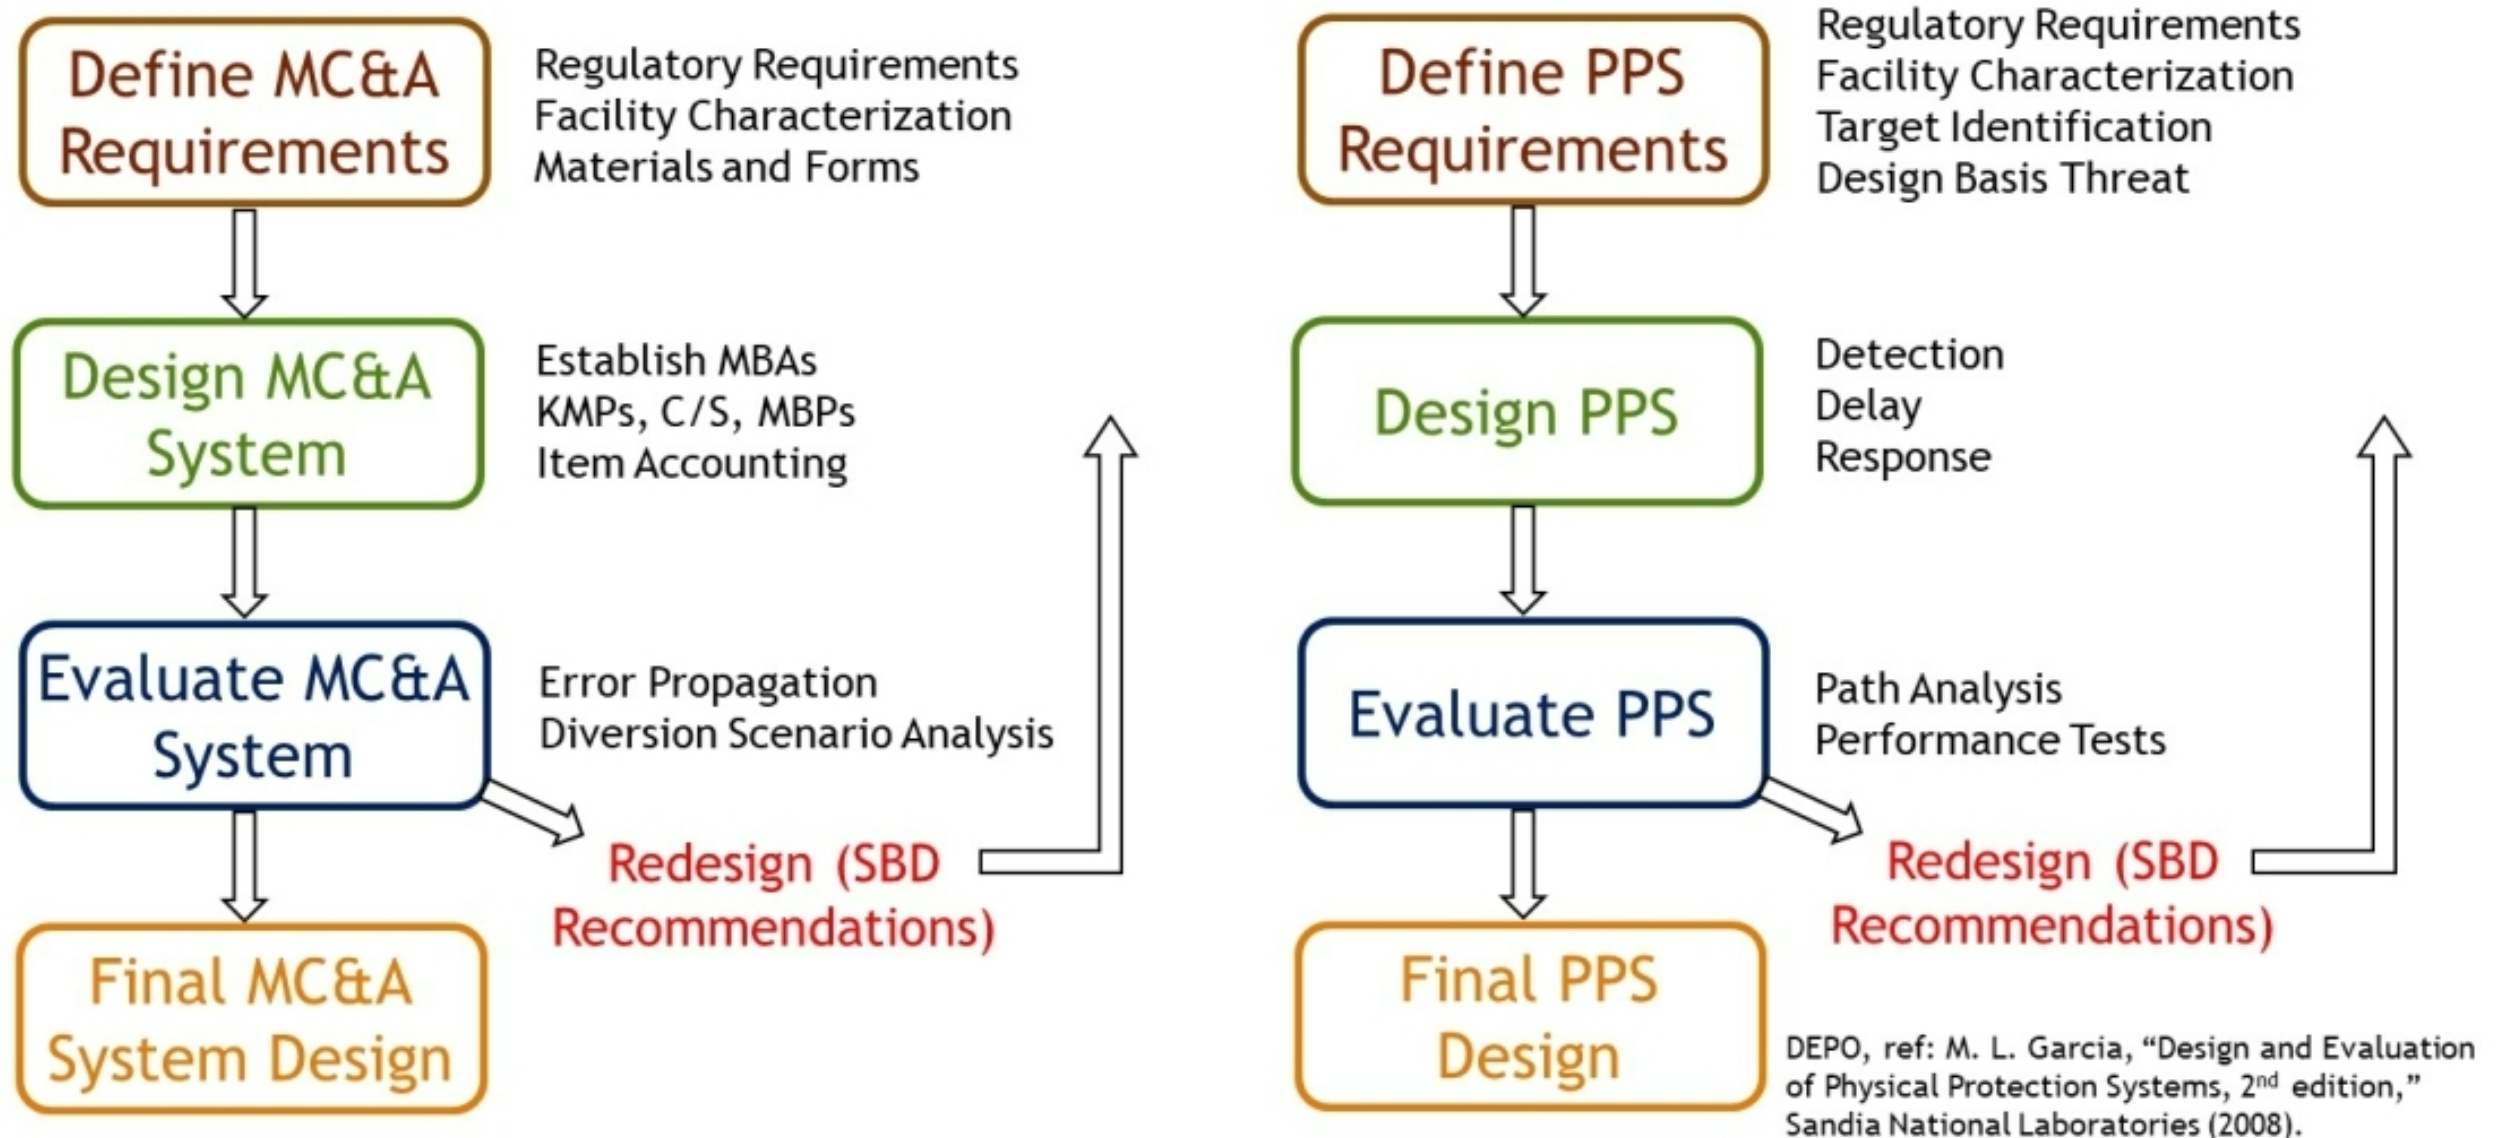 Define MC&A
Requirements
Regulatory Requirements
Facility Characterization
Materials and Forms
Design MC&A
System
Establish MBAs
KMPs, C/S, MBPs
Item Accounting
Evaluate MC&A
System
Error Propagation
Diversion Scenario Analysis
Redesign (SBD
Recommendations)
Final MC&A
System Design
Define PPS
Requirements
Regulatory Requirements
Facility Characterization
Target Identification
Design Basis Threat
Design PPS
Detection
Delay
Response
Evaluate PPS
Path Analysis
Performance Tests
Redesign (SBD
Recommendations)
Final PPS
Design
DEPO, ref: M. L. Garcia, “Design and Evaluation
of Physical Protection Systems, 2nd edition,”
Sandia National Laboratories (2008).